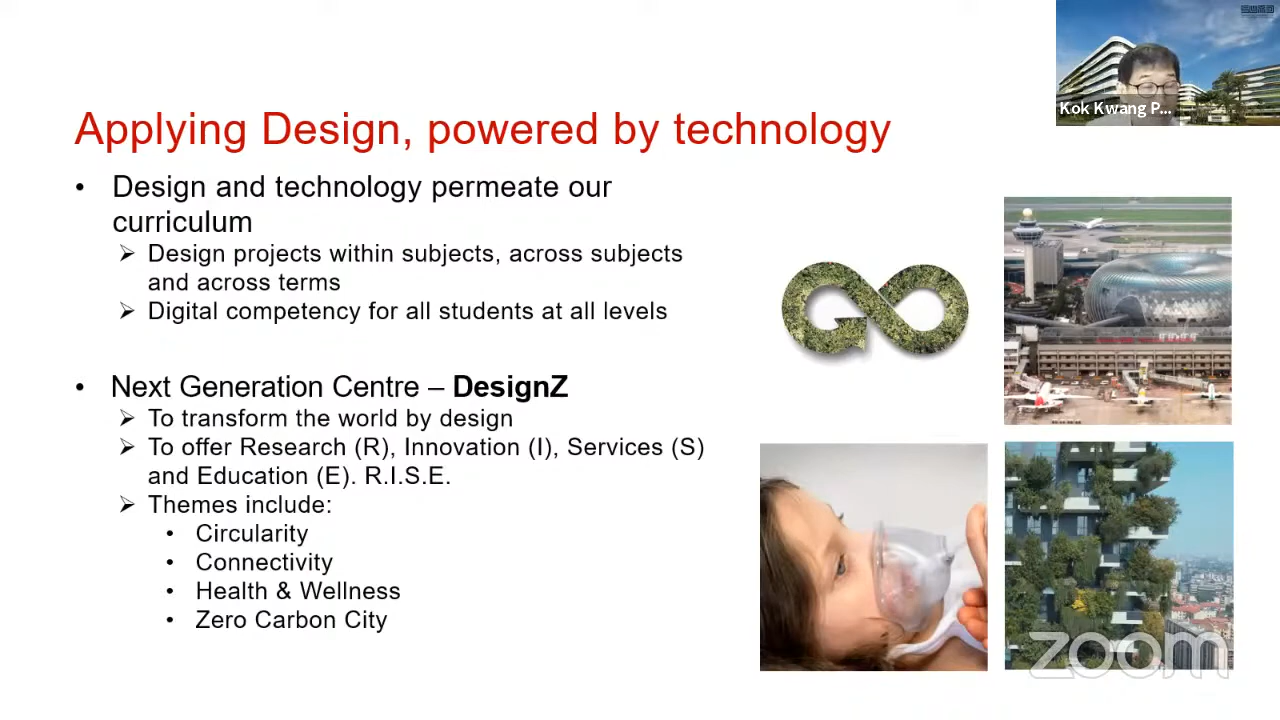 Kok Kwang P...
Applying Design, powered by technology
• Design and technology permeate our
curriculum
➢ Design projects within subjects, across subjects
and across terms
➢ Digital competency for all students at all levels
• Next Generation Centre – DesignZ
➢ To transform the world by design
➢ To offer Research (R), Innovation (I), Services (S)
and Education (E). R.I.S.E.
➢ Themes include:
• Circularity
• Connectivity
• Health & Wellness
• Zero Carbon City
zoom